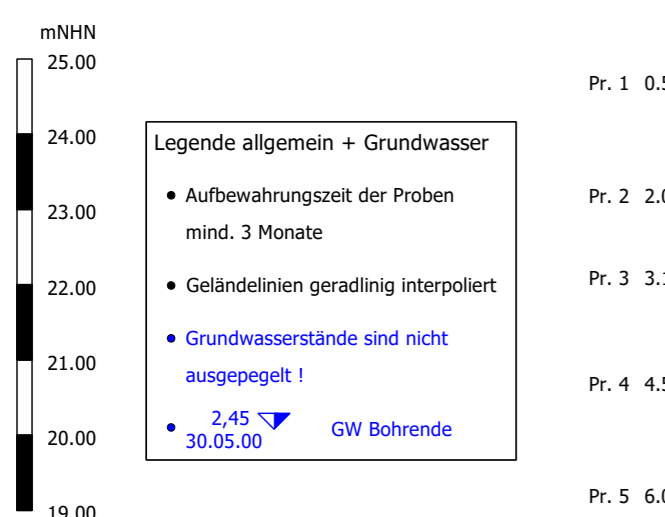 mNHN
25.00
24.00
23.00
22.00
21.00
20.00
19.00
Legende allgemein + Grundwasser
Aufbewahrungszeit der Proben
mind. 3 Monate
Geländelinien geradlinig interpoliert
Grundwasserstände sind nicht
ausgepegelt !
2,45
30.05.00
GW Bohrende
Pr. 1
Pr. 2
Pr. 3
Pr. 4
Pr. 5